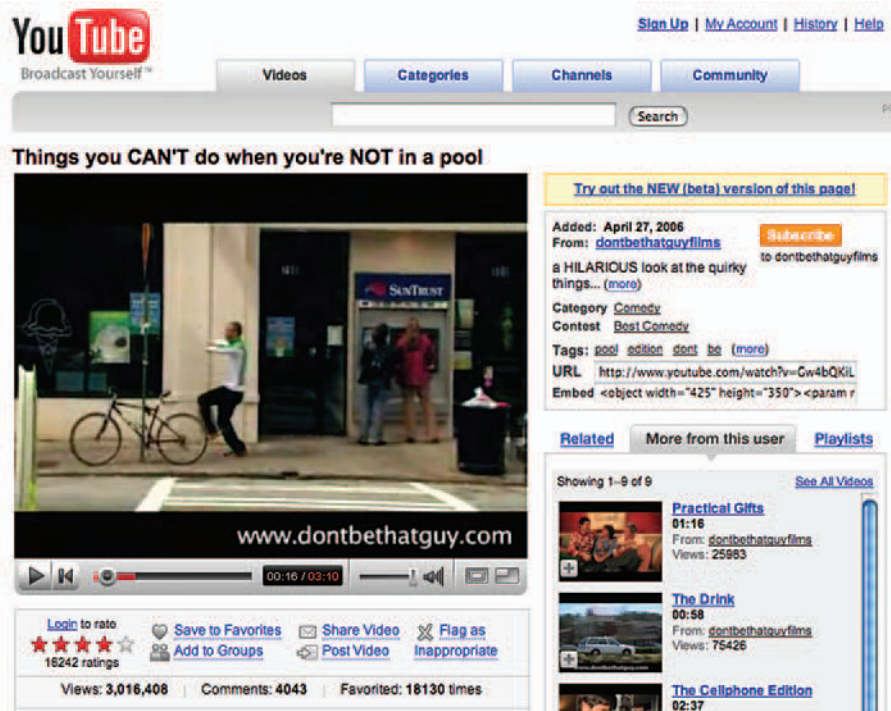 You Tube
Broadcast Yourself™
Sign Up | My Account | History | Help
Videos
Categories
Channels
Community
Search
Things you CAN'T do when you're NOT in a pool
SUNTRUST
www.dontbethatguy.com
00:16 / 03:10
Login to rate
16242 ratings
Save to Favorites
Add to Groups
Share Video
Post Video
Flag as
Inappropriate
Views: 3,016,408
Comments: 4043
Favorited: 18130 times
Try out the NEW (beta) version of this page!
Added: April 27, 2006
From: dontbethatguyfilms
Subscribe
to dontbethatguyfilms
a HILARIOUS look at the quirky
things... (more)
Category Comedy
Contest Best Comedy
Tags: pool edition dont be (more)
URL http://www.youtube.com/watch?v=Gw4bQKiL
Embed <object width="425" height="350"><param r
Related
More from this user
Playlists
Showing 1-9 of 9
See All Videos
Practical Gifts
01:16
From: dontbethatguyfilms
Views: 25983
The Drink
00:58
From: dontbethatguyfilms
Views: 75426
www.dontbethatguy.com
The Cellphone Edition
02:37